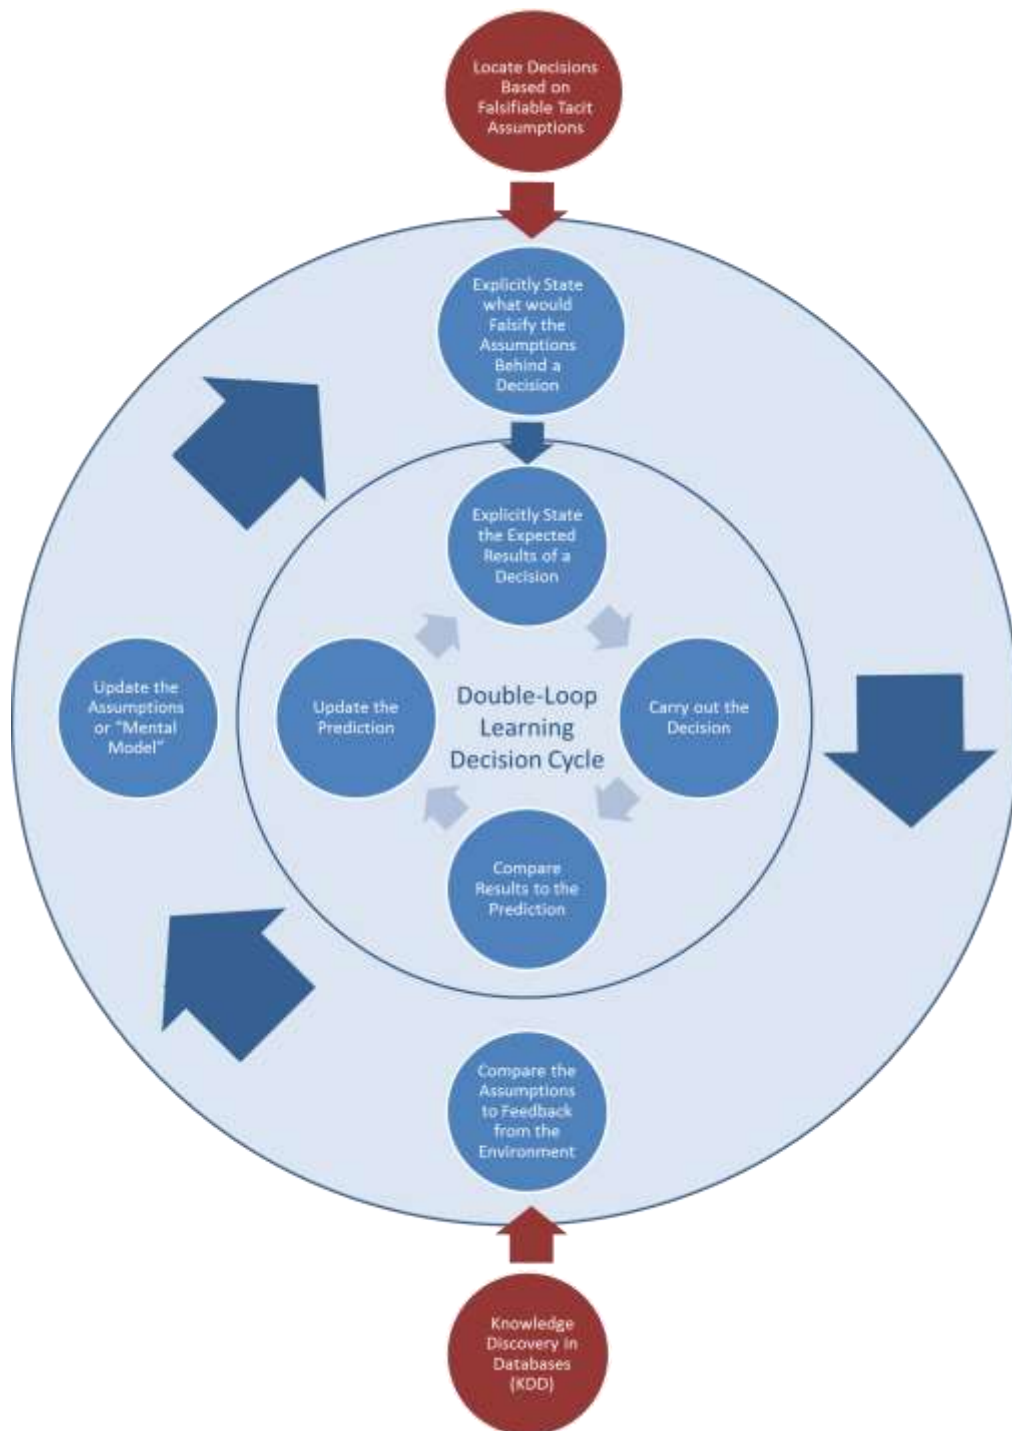 Locate Decisions
Based on
Falsifiable Tacit
Assumptions
Explicitly State
what would
Falsify the
Assumptions
Behind a
Decision
Explicitly State
the Expected
Results of a
Decision
Update the
Assumptions
or "Mental
Model"
Update the
Prediction
Double-Loop
Learning
Decision Cycle
Carry out the
Decision
Compare
Results to the
Prediction
Compare the
Assumptions
to Feedback
from the
Environment
Knowledge
Discovery in
Databases
(KDD)